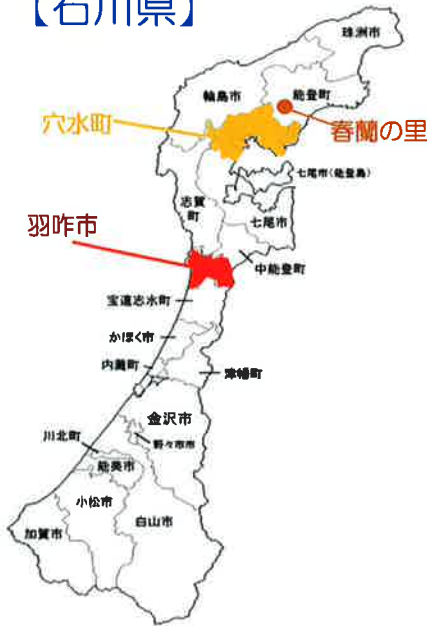 【石川県】
珠洲市
輪島市
能登町
穴水町
春蘭の里
七尾市(能登島)
志賀
町
七尾市
羽咋市
中能登町
宝達志水町
かほく市
内灘町
津幡町
金沢市
川北町
野々市市
能美市
小松市
白山市
加賀市